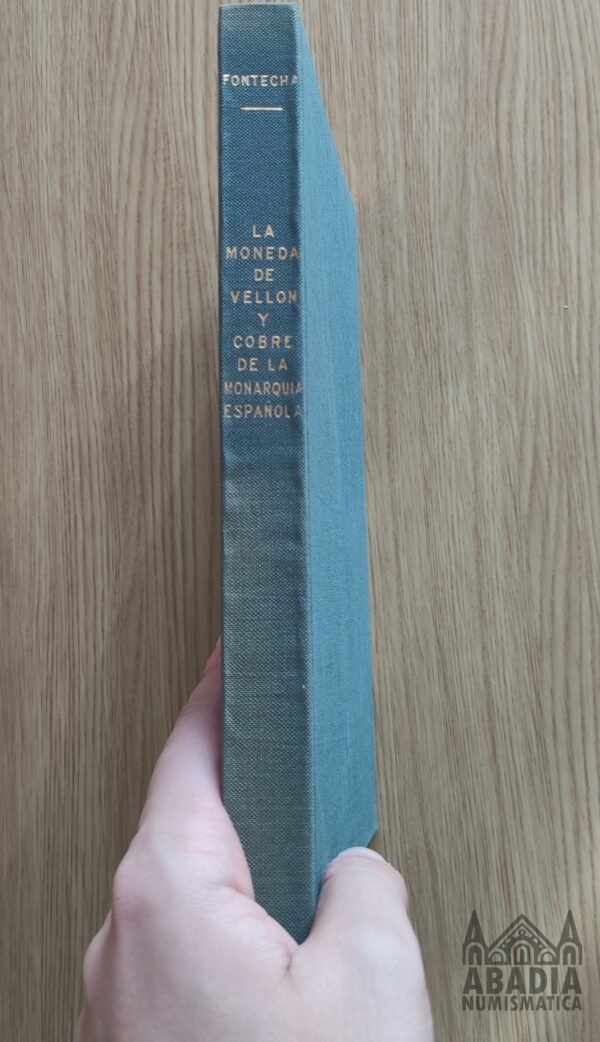 FONTECHA
LA
MONEDA
DE
VELLON
Y
COBRE
DE LA
MONARQUIA
ESPAÑOLA
ABADIA
NUMISMATICA